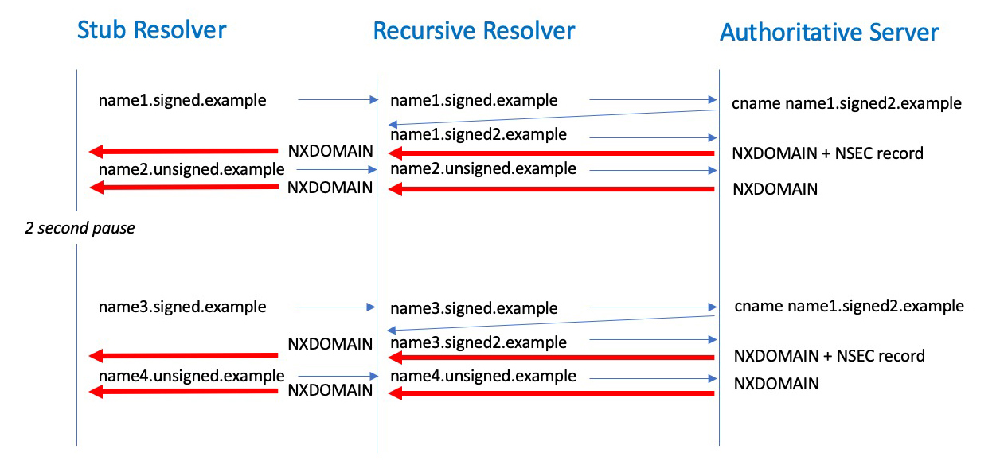 Stub Resolver
Recursive Resolver
Authoritative Server
name1.signed.example
name1.signed.example
cname name1.signed2.example
name1.signed2.example
NXDOMAIN
NXDOMAIN + NSEC record
name2.unsigned.example
name2.unsigned.example
NXDOMAIN
NXDOMAIN
2 second pause
name3.signed.example
name3.signed.example
cname name1.signed2.example
NXDOMAIN
name3.signed2.example
NXDOMAIN + NSEC record
name4.unsigned.example
name4.unsigned.example
NXDOMAIN
NXDOMAIN